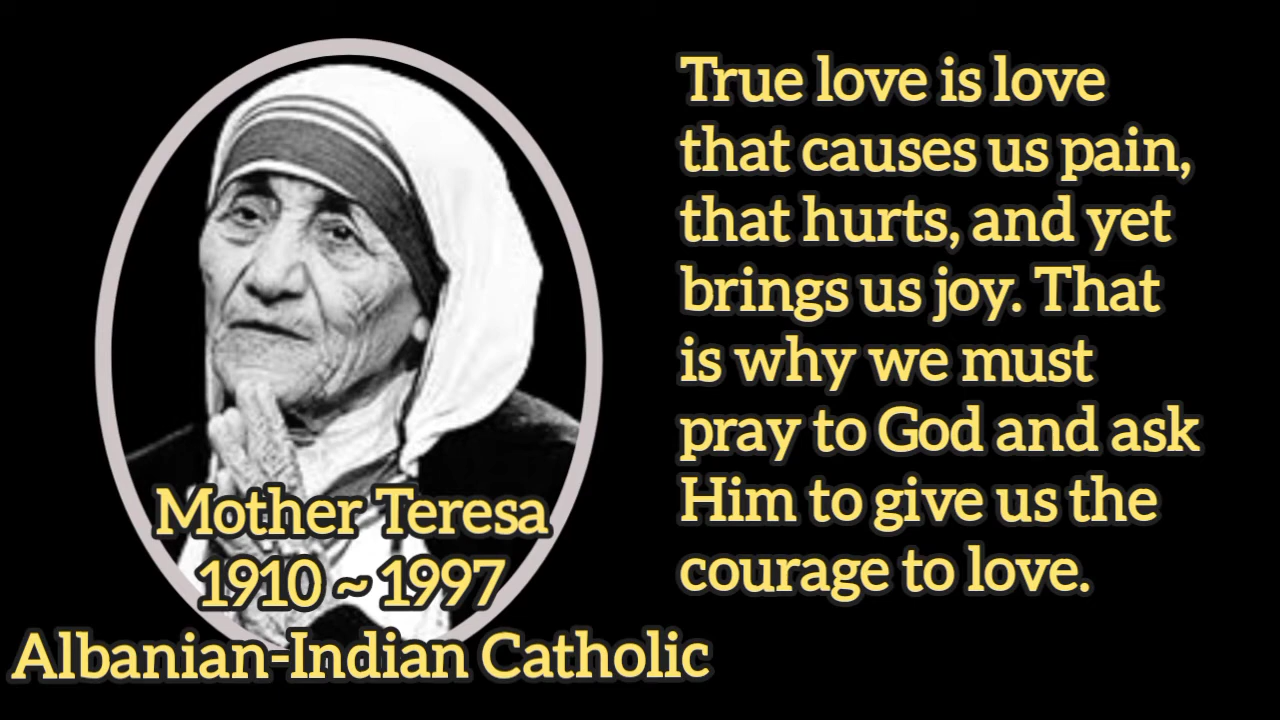 True love is love
that causes us pain,
that hurts, and yet
brings us joy. That
is why we must
pray to God and ask
Him to give us the
courage to love.
Mother Teresa
1910 ~ 1997
Albanian-Indian Catholic